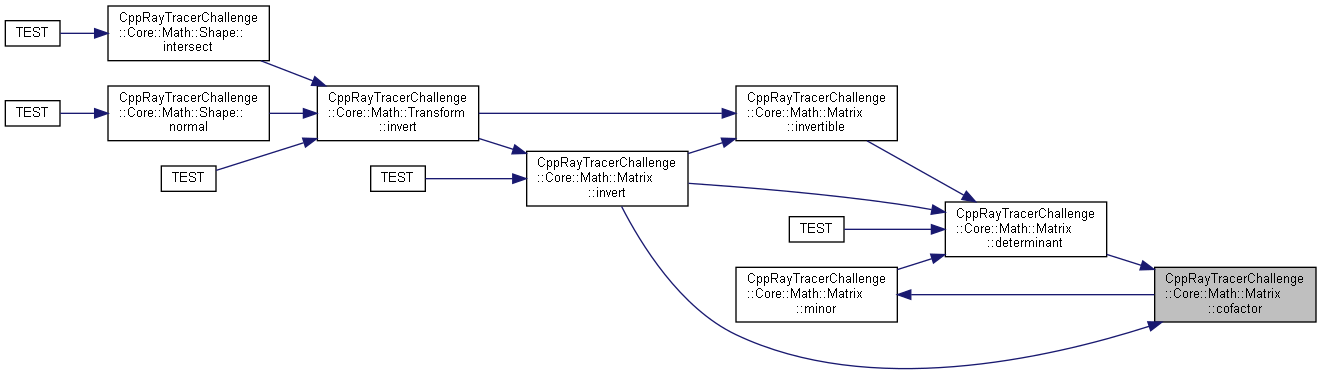 TEST
CppRayTracerChallenge
::Core::Math::Shape::
intersect
TEST
CppRayTracerChallenge
::Core::Math::Shape::
normal
TEST
CppRayTracerChallenge
::Core::Math::Transform
::invert
TEST
CppRayTracerChallenge
::Core::Math::Matrix
::invert
CppRayTracerChallenge
::Core::Math::Matrix
::invertible
TEST
CppRayTracerChallenge
::Core::Math::Matrix
::minor
CppRayTracerChallenge
::Core::Math::Matrix
::determinant
CppRayTracerChallenge
::Core::Math::Matrix
::cofactor